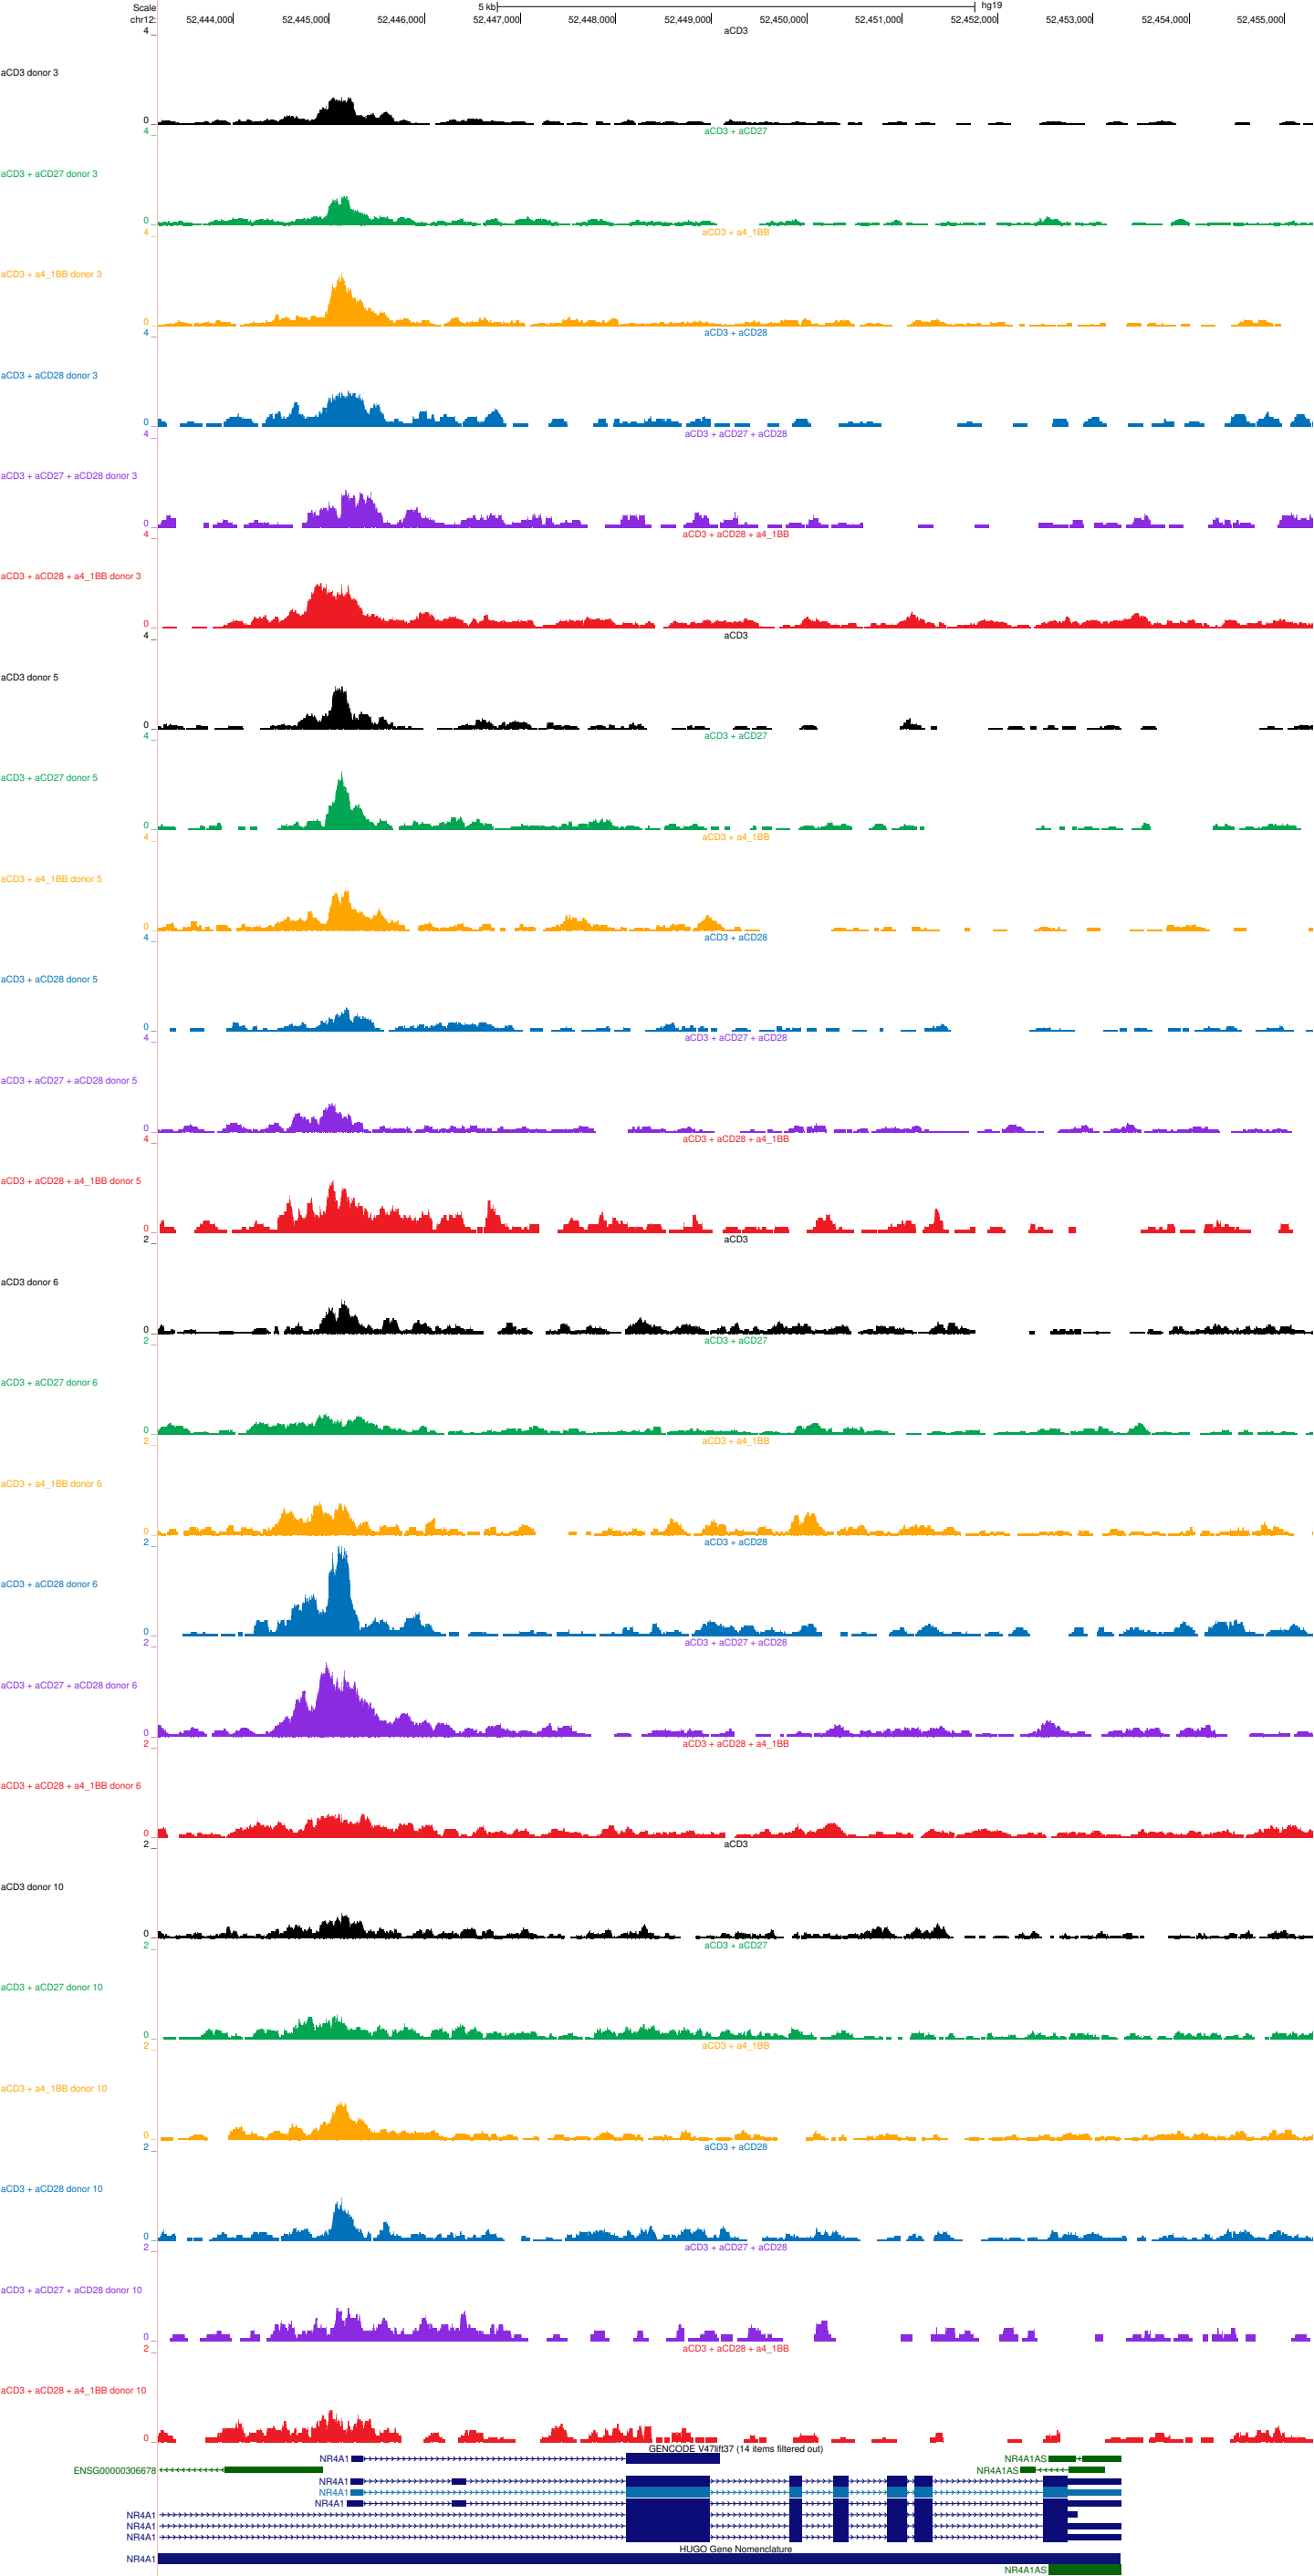 Scale 5 kb hg19
chr12: 52,444,000 52,445,000 52,446,000 52,447,000 52,448,000 52,449,000 52,450,000 52,451,000 52,452,000 52,453,000 52,454,000 52,455,000
aCD3
4
aCD3 donor 3
0
aCD3 + aCD27
4
aCD3 + aCD27 donor 3
0
aCD3 + a4_1BB
4
aCD3 + a4_1BB donor 3
0
aCD3 + aCD28
4
aCD3 + aCD28 donor 3
0
aCD3 + aCD27 + aCD28
4
aCD3 + aCD27 + aCD28 donor 3
0
aCD3 + aCD28 + a4_1BB
4
aCD3 + aCD28 + a4_1BB donor 3
0
aCD3
4
aCD3 donor 5
0
aCD3 + aCD27
4
aCD3 + aCD27 donor 5
0
aCD3 + a4_1BB
4
aCD3 + a4_1BB donor 5
0
aCD3 + aCD28
4
aCD3 + aCD28 donor 5
0
aCD3 + aCD27 + aCD28
4
aCD3 + aCD27 + aCD28 donor 5
0
aCD3 + aCD28 + a4_1BB
4
aCD3 + aCD28 + a4_1BB donor 5
0
aCD3
2
aCD3 donor 6
0
aCD3 + aCD27
2
aCD3 + aCD27 donor 6
0
aCD3 + a4_1BB
2
aCD3 + a4_1BB donor 6
0
aCD3 + aCD28
2
aCD3 + aCD28 donor 6
0
aCD3 + aCD27 + aCD28
2
aCD3 + aCD27 + aCD28 donor 6
0
aCD3 + aCD28 + a4_1BB
2
aCD3 + aCD28 + a4_1BB donor 6
0
aCD3
2
aCD3 donor 10
0
aCD3 + aCD27
2
aCD3 + aCD27 donor 10
0
aCD3 + a4_1BB
2
aCD3 + a4_1BB donor 10
0
aCD3 + aCD28
2
aCD3 + aCD28 donor 10
0
aCD3 + aCD27 + aCD28
2
aCD3 + aCD27 + aCD28 donor 10
0
aCD3 + aCD28 + a4_1BB
2
aCD3 + aCD28 + a4_1BB donor 10
0
GENCODE V47lift37 (14 items filtered out)
NR4A1 NR4A1AS
ENSG00000306678 NR4A1AS
NR4A1
NR4A1
NR4A1
NR4A1
NR4A1
NR4A1
HUGO Gene Nomenclature
NR4A1
NR4A1AS